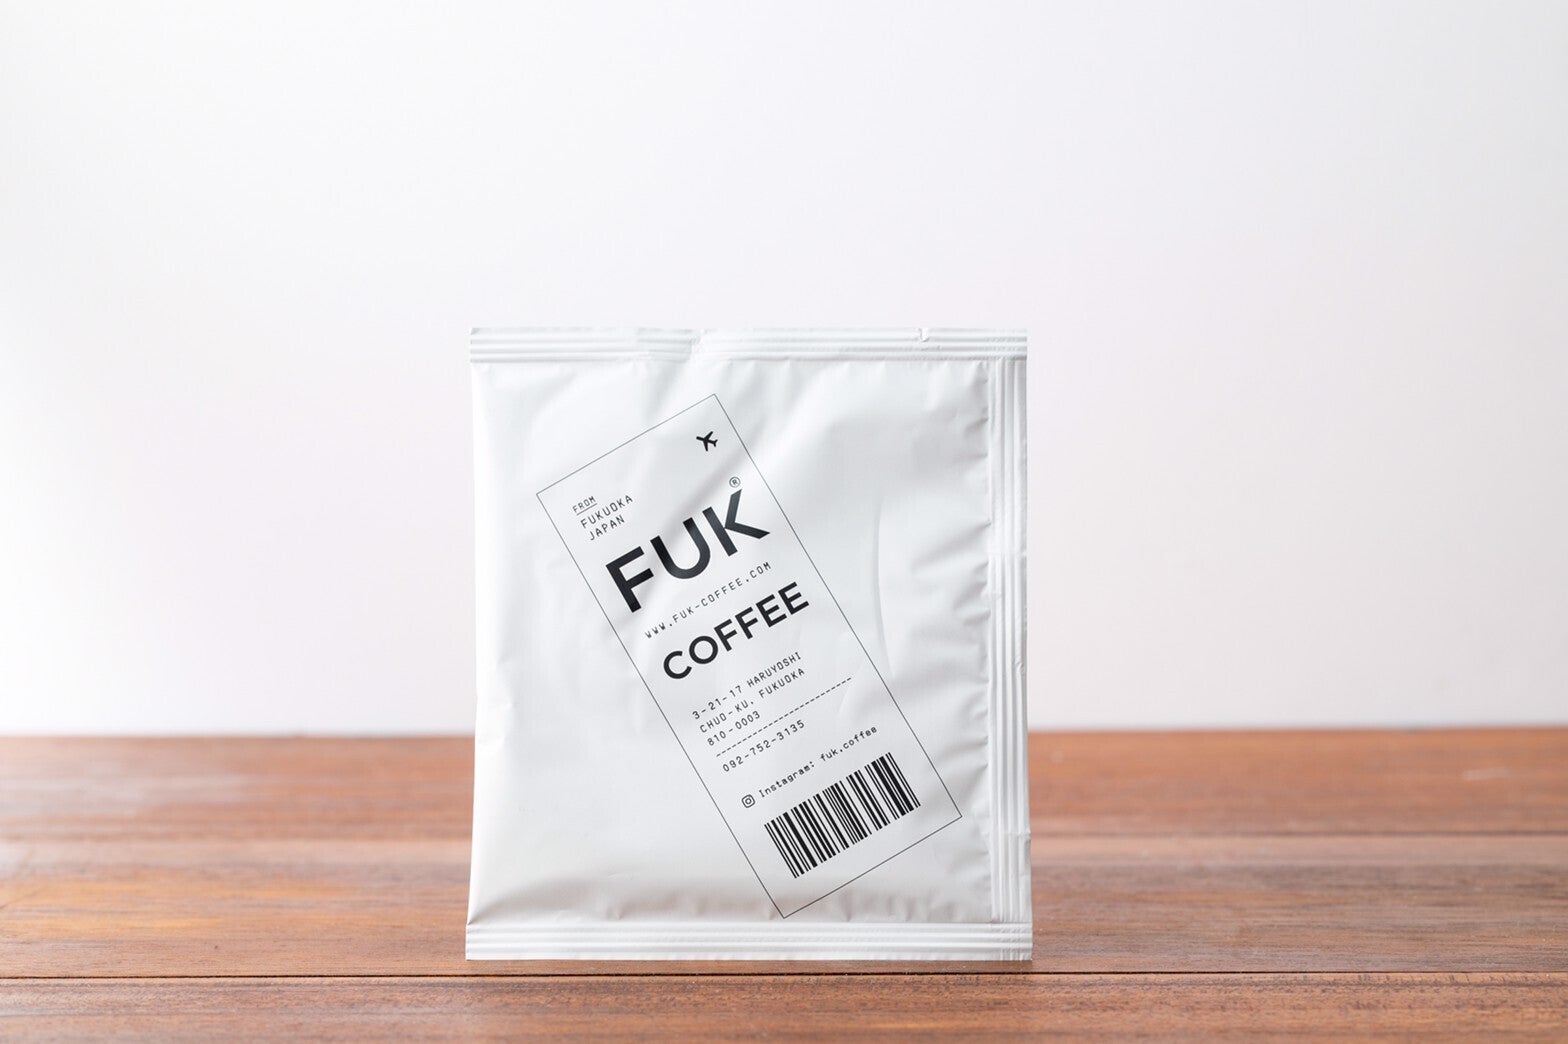 FROM
FUKUOKA
JAPAN
FUK®
WWW.FUK-COFFEE.COM
COFFEE
3-21-17 HARUYOSHI
CHUO-KU, FUKUOKA
810-0003
092-752-3135
Instagram: fuk.coffee